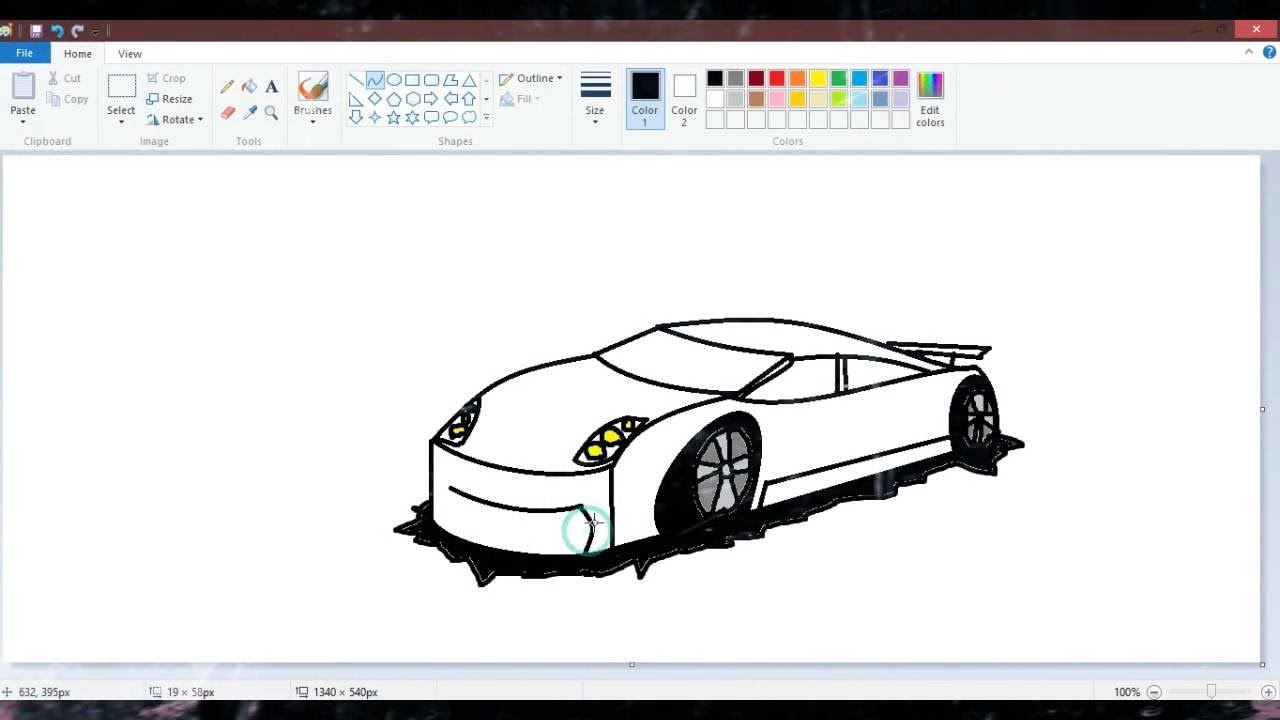 File Home View
Paste
Cut
Copy
Clipboard
Select
Crop
Resize
Rotate
Image
Tools
Brushes
Outline
Fill
Shapes
Size
Color 1
Color 2
Edit colors
Colors
632, 395px 19 × 58px 1340 × 540px 100%